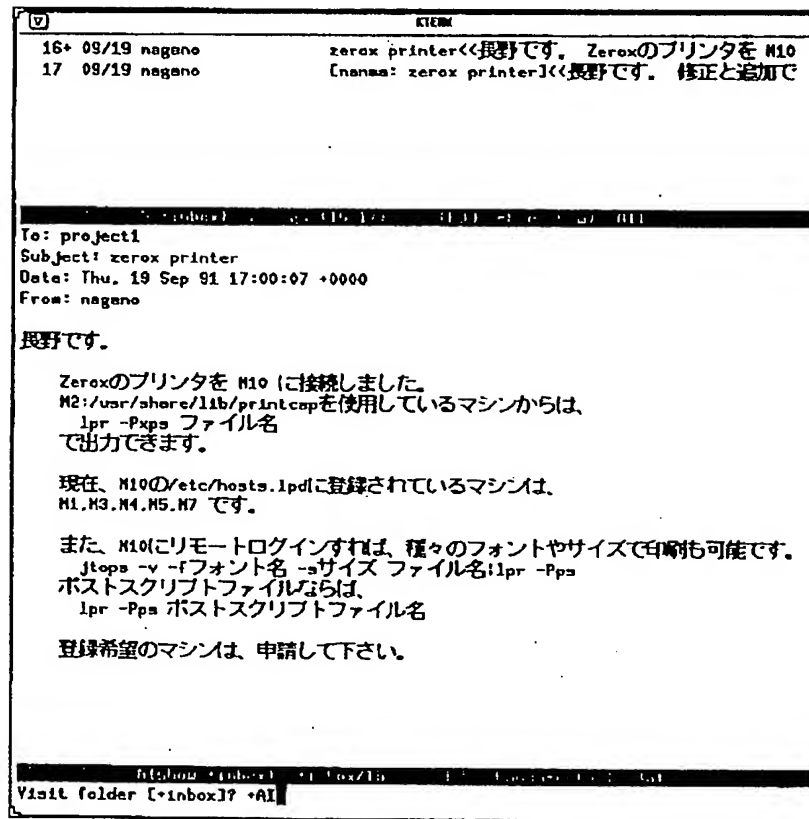 KTERM
16+ 09/19 nagano zerox printer<<長野です。 Zeroxのプリンタを M10
17 09/19 nagano [nanma: zerox printer]<<長野です。 修正と追加で
To: project1
Subject: zerox printer
Date: Thu. 19 Sep 91 17:00:07 +0000
From: nagano
長野です。
Zeroxのプリンタを M10 に接続しました。
M2:/usr/share/lib/printcapを使用しているマシンからは、
lpr -Pxps ファイル名
で出力できます。
現在、M10の/etc/hosts.lpdに登録されているマシンは、
M1.M3.M4.M5.M7 です。
また、M10にリモートログインすれば、種々のフォントやサイズで印刷も可能です。
jtops -v -fフォント名 -sサイズ ファイル名|lpr -Pps
ポストスクリプトファイルならば、
lpr -Pps ポストスクリプトファイル名
登録希望のマシンは、申請して下さい。
Visit folder [+inbox]? +AI